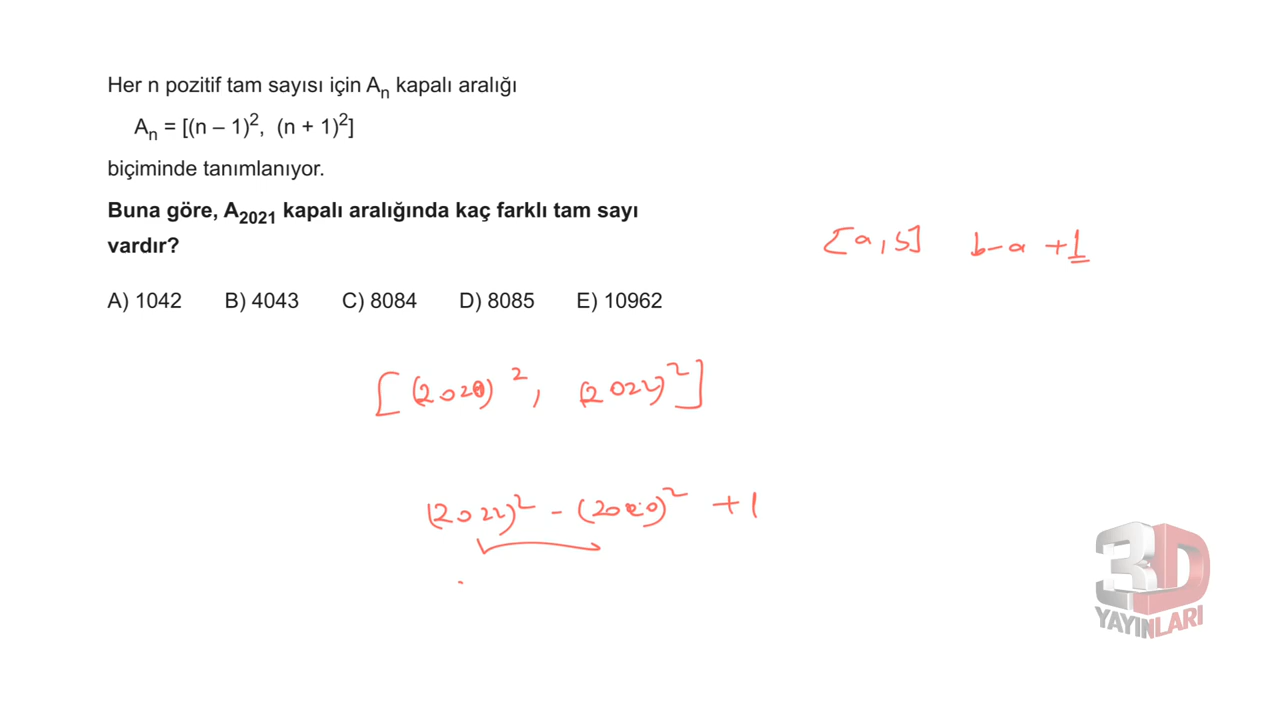 Her n pozitif tam sayısı için Aₙ kapalı aralığı
Aₙ = [(n – 1)², (n + 1)²]
biçiminde tanımlanıyor.
Buna göre, A₂₀₂₁ kapalı aralığında kaç farklı tam sayı
vardır?
[a, b] b-a +1
A) 1042 B) 4043 C) 8084 D) 8085 E) 10962
[(2020)², (2022)²]
(2022)² - (2020)² +1
3D
YAYINLARI